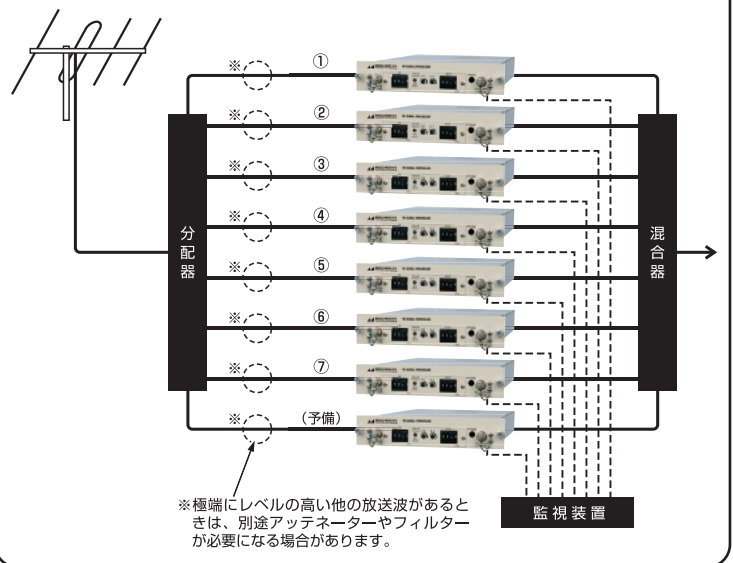 ※ ①
※ ②
※ ③
※ ④
※ ⑤
※ ⑥
※ ⑦
※ (予備)
分配器
混合器
監視装置
※極端にレベルの高い他の放送波があると
きは、別途アッテネーターやフィルター
が必要になる場合があります。